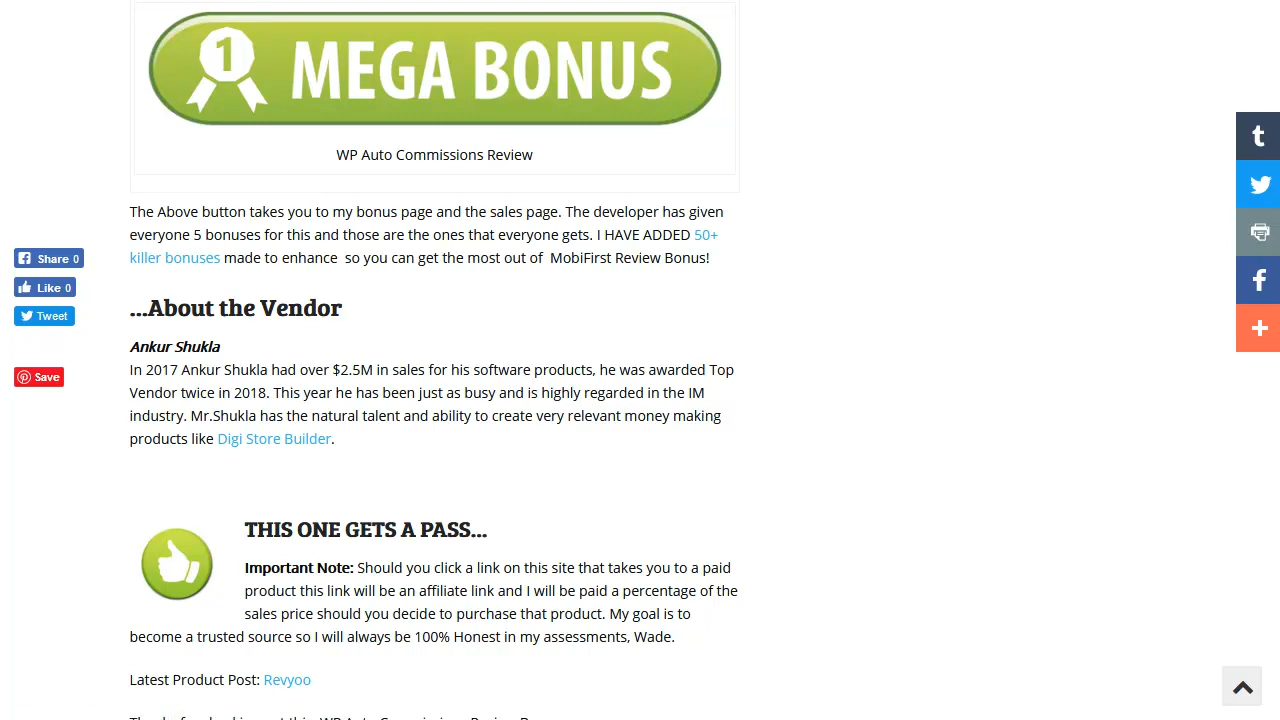 1 MEGA BONUS
WP Auto Commissions Review
The Above button takes you to my bonus page and the sales page. The developer has given
everyone 5 bonuses for this and those are the ones that everyone gets. I HAVE ADDED 50+
killer bonuses made to enhance  so you can get the most out of  MobiFirst Review Bonus!
Share 0
Like 0
Tweet
Save
...About the Vendor
Ankur Shukla
In 2017 Ankur Shukla had over $2.5M in sales for his software products, he was awarded Top
Vendor twice in 2018. This year he has been just as busy and is highly regarded in the IM
industry. Mr.Shukla has the natural talent and ability to create very relevant money making
products like Digi Store Builder.
THIS ONE GETS A PASS...
Important Note: Should you click a link on this site that takes you to a paid
product this link will be an affiliate link and I will be paid a percentage of the
sales price should you decide to purchase that product. My goal is to
become a trusted source so I will always be 100% Honest in my assessments, Wade.
Latest Product Post: Revyoo